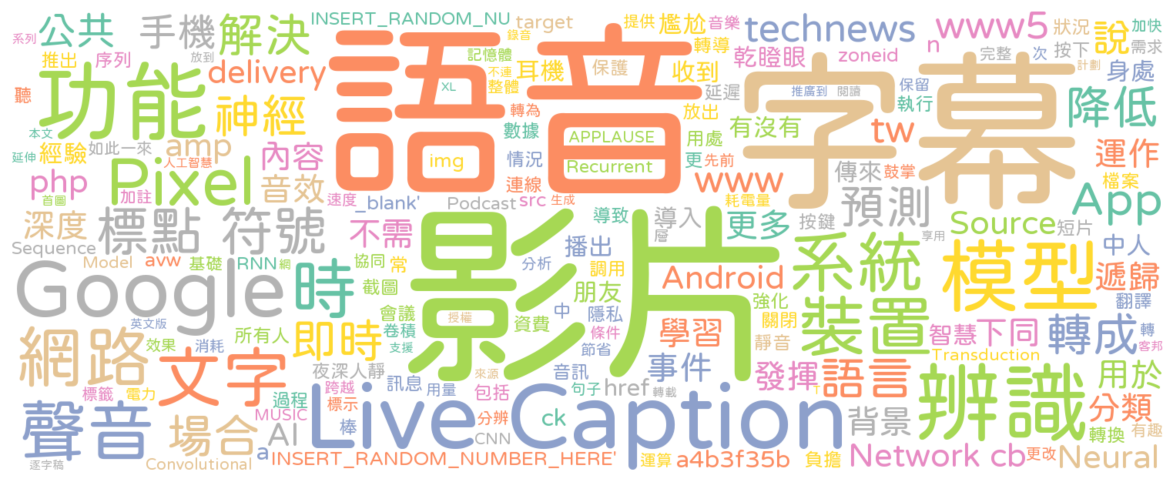 系列
公共
手機
解決
INSERT_RANDOM_NU
target
提供
尷尬
音樂
technews
www5
說
狀況
加快
推出
放到
錄音
記憶體
轉導
乾瞪眼
zoneid
n
完整
次
按下
需求
序列
delivery
不連
整體
耳機
保護
收到
延遲
身處
計劃
聽
功能
神經
XL
轉為
放出
推廣到
閱讀
保留
執行
降低
本文
數據
APPLAUSE
用處
有沒有
tw
語音
字幕
延伸
經驗
如此一來
amp
內容
img
情況
Recurrent
更
先前
運作
人工智慧
php
Pixel
音效
連線
www
傳來
鼓掌
檔案
首圖
加註
速度
_blank'
Podcast
src
生成
耗電量
App
深度
標點
符號
不需
影片
導致
導入
更多
按鍵
預測
享用
Source
短片
Sequence
層
播出
系統
模型
中人
Model
avw
基礎
RNN
網
協同
常
分析
調用
Android
遞歸
Google
時
截圖
朋友
強化
裝置
翻譯
會議
卷積
授權
中
隱私
關閉
智慧
下同
轉成
轉
英文版
所有人
即時
支援
資費
條件
學習
靜音
客邦
網路
效果
消耗
文字
夜深人靜
節省
事件
Transduction
訊息
來源
音訊
發揮
語言
辨識
用於
標籤
電力
過程
跨越
用量
包括
句子
href
轉載
聲音
場合
MUSIC
標示
Live
Caption
背景
分類
棒
分辨
ck
轉換
有趣
AI
CNN
逐字稿
Convolutional
a
INSERT_RANDOM_NUMBER_HERE'
運算
a4b3f35b
負擔
Network
cb
更改
Neural